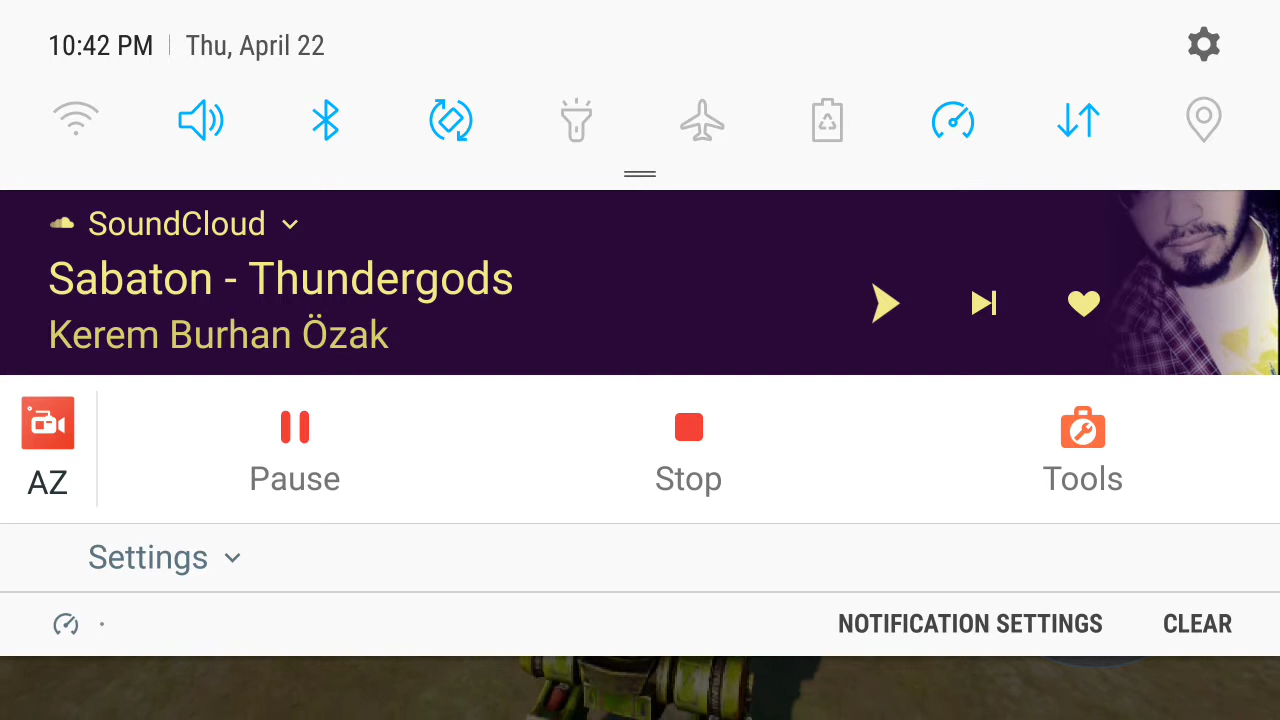 10:42 PM | Thu, April 22
SoundCloud
Sabaton - Thundergods
Kerem Burhan Özak
AZ
Pause
Stop
Tools
Settings
NOTIFICATION SETTINGS
CLEAR